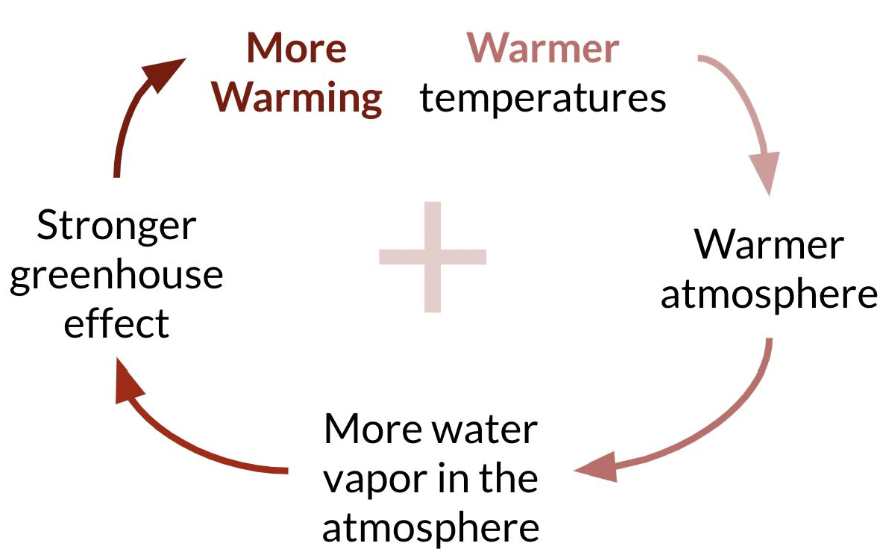 More
Warming
Warmer
temperatures
Warmer
atmosphere
More water
vapor in the
atmosphere
Stronger
greenhouse
effect
+